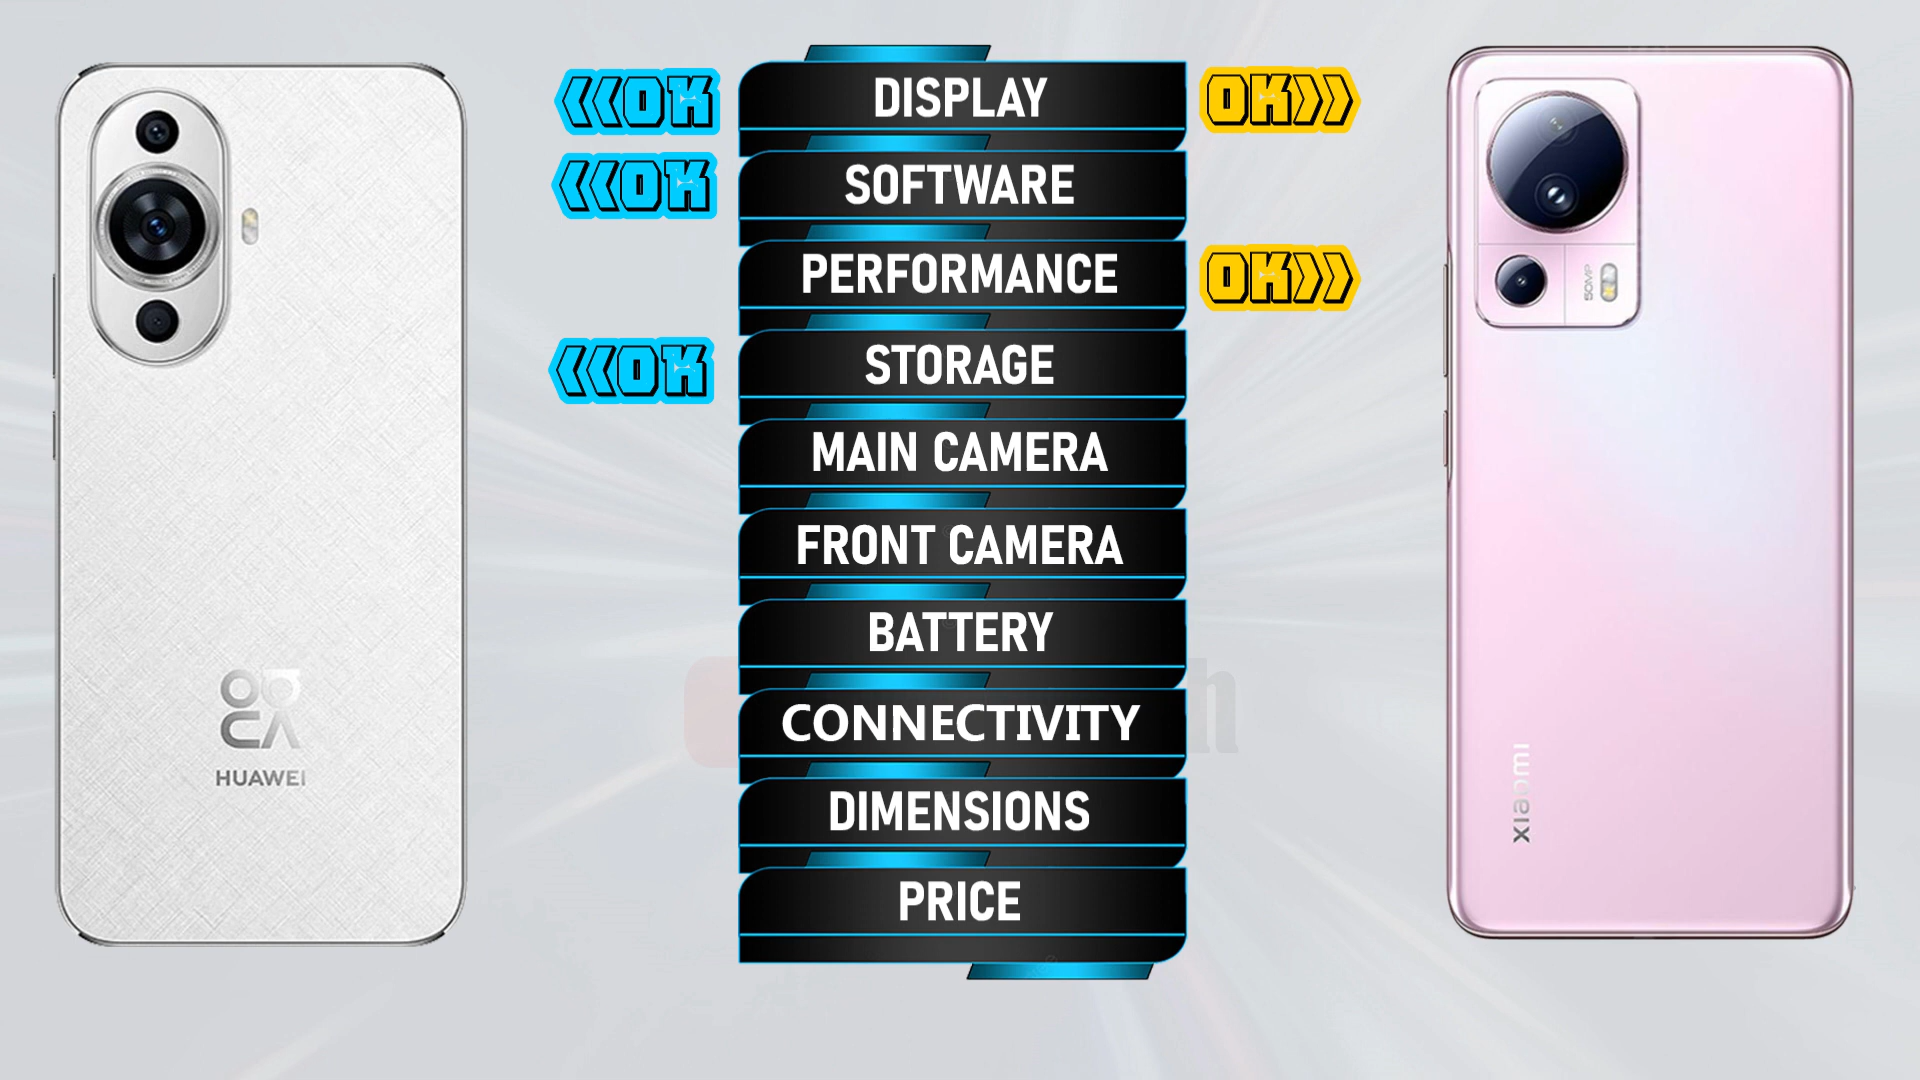 <<OK DISPLAY OK>>
<<OK SOFTWARE
PERFORMANCE OK>>
<<OK STORAGE
MAIN CAMERA
FRONT CAMERA
BATTERY
CONNECTIVITY
DIMENSIONS
PRICE
HUAWEI
50MP
xiaomi